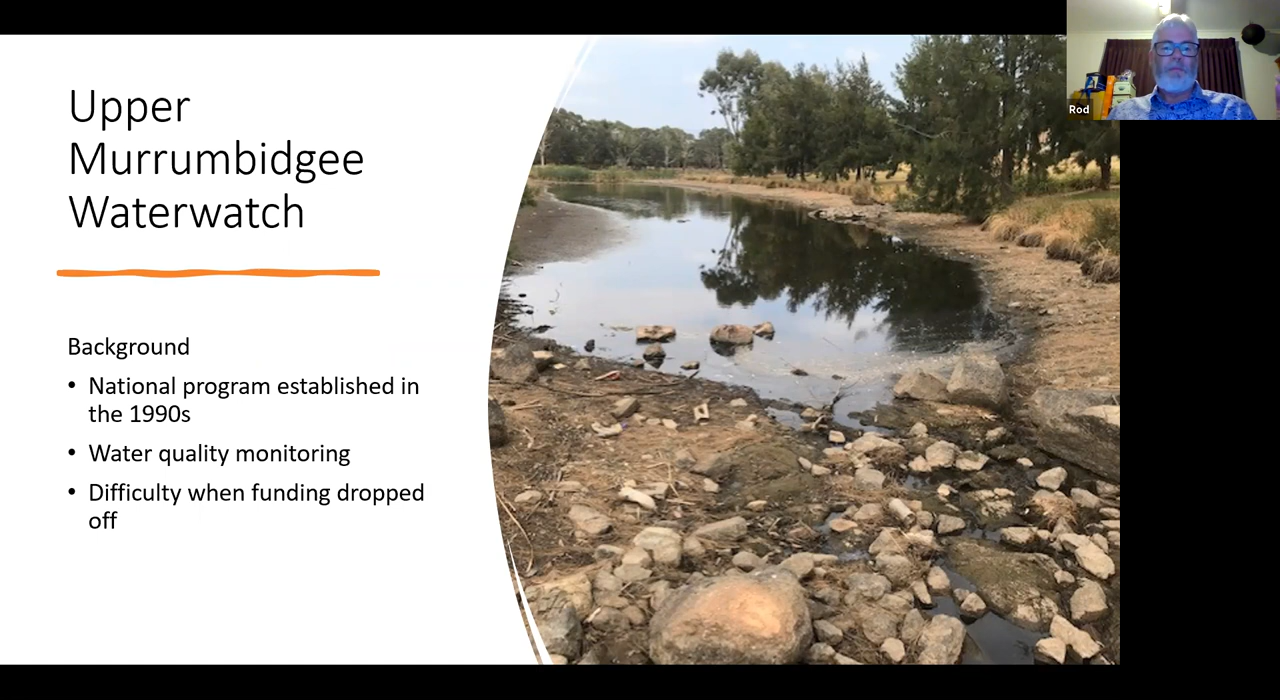 Upper
Murrumbidgee
Waterwatch
Background
• National program established in
the 1990s
• Water quality monitoring
• Difficulty when funding dropped
off
Rod